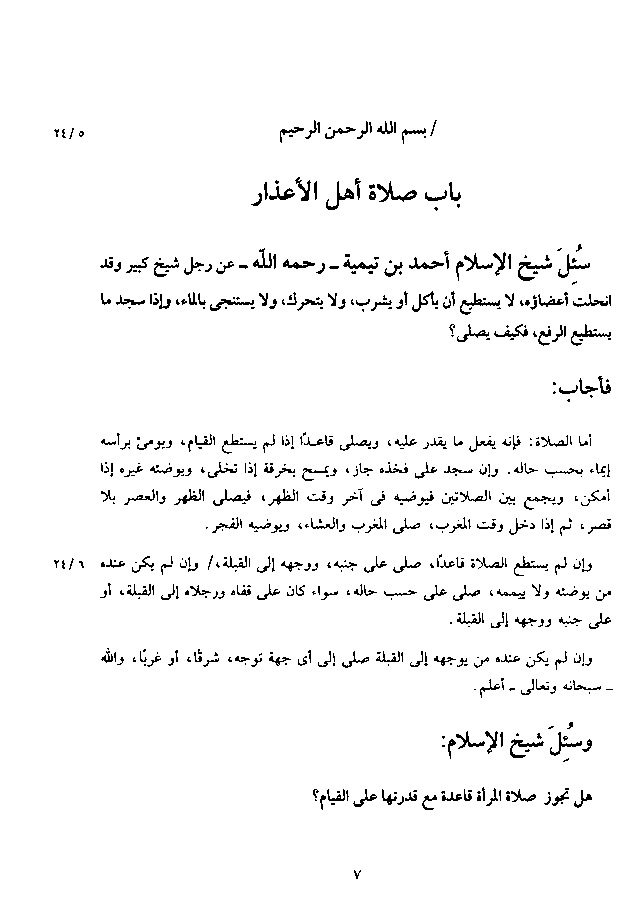 / بسم الله الرحمن الرحيم ٢٤/٥
باب صلاة أهل الأعذار
سُئِلَ شيخ الإسلام أحمد بن تيمية ـ رحمه اللّه ـ عن رجل شيخ كبير وقد
انحلت أعضاؤه، لا يستطيع أن يأكل أو يشرب، ولا يتحرك، ولا يستنجى بالماء، وإذا سجد ما
يستطيع الرفع، فكيف يصلى؟
فأجاب:
أما الصلاة: فإنه يفعل ما يقدر عليه، ويصلى قاعدًا إذا لم يستطع القيام، ويومئ برأسه
إيماء بحسب حاله. وإن سجد على فخذه جاز، ويمسح بخرقة إذا تخلى، ويوضئه غيره إذا
أمكن، ويجمع بين الصلاتين فيوضيه فى آخر وقت الظهر، فيصلى الظهر والعصر بلا
قصر، ثم إذا دخل وقت المغرب، صلى المغرب والعشاء، ويوضيه الفجر.
وإن لم يستطع الصلاة قاعدًا، صلى على جنبه، ووجهه إلى القبلة،/ وإن لم يكن عنده ٢٤/٦
من يوضئه ولا ييممه، صلى على حسب حاله، سواء كان على قفاه ورجلاه إلى القبلة، أو
على جنبه ووجهه إلى القبلة.
وإن لم يكن عنده من يوجهه إلى القبلة صلى إلى أى جهة توجه، شرقًا، أو غربًا، والله
ـ سبحانه وتعالى ـ أعلم.
وسُئِلَ شيخ الإسلام:
هل تجوز صلاة المرأة قاعدة مع قدرتها على القيام؟
٧